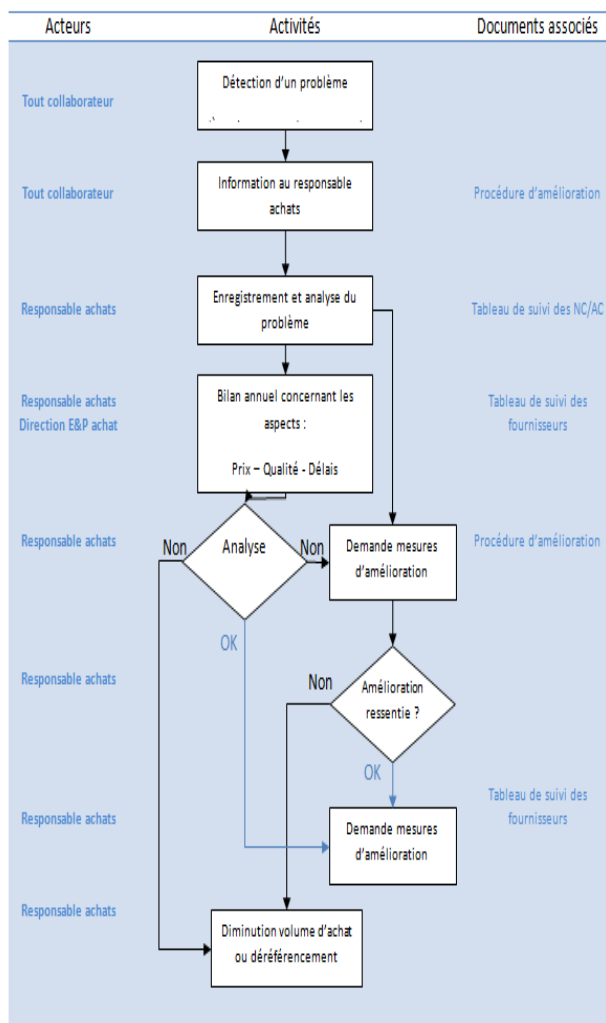 Acteurs
Activités
Documents associés
Détection d'un problème
Tout collaborateur
Information au responsable
achats
Tout collaborateur
Procédure d'amélioration
Enregistrement et analyse du
problème
Responsable achats
Tableau de suivi des NC/AC
Bilan annuel concernant les
aspects :
Prix – Qualité - Délais
Responsable achats
Direction E&P achat
Tableau de suivi des
fournisseurs
Responsable achats
Non
Analyse
Non
Demande mesures
d'amélioration
Procédure d'amélioration
OK
Responsable achats
Non
Amélioration
ressentie ?
OK
Tableau de suivi des
fournisseurs
Responsable achats
Demande mesures
d'amélioration
Responsable achats
Diminution volume d'achat
ou déréférencement